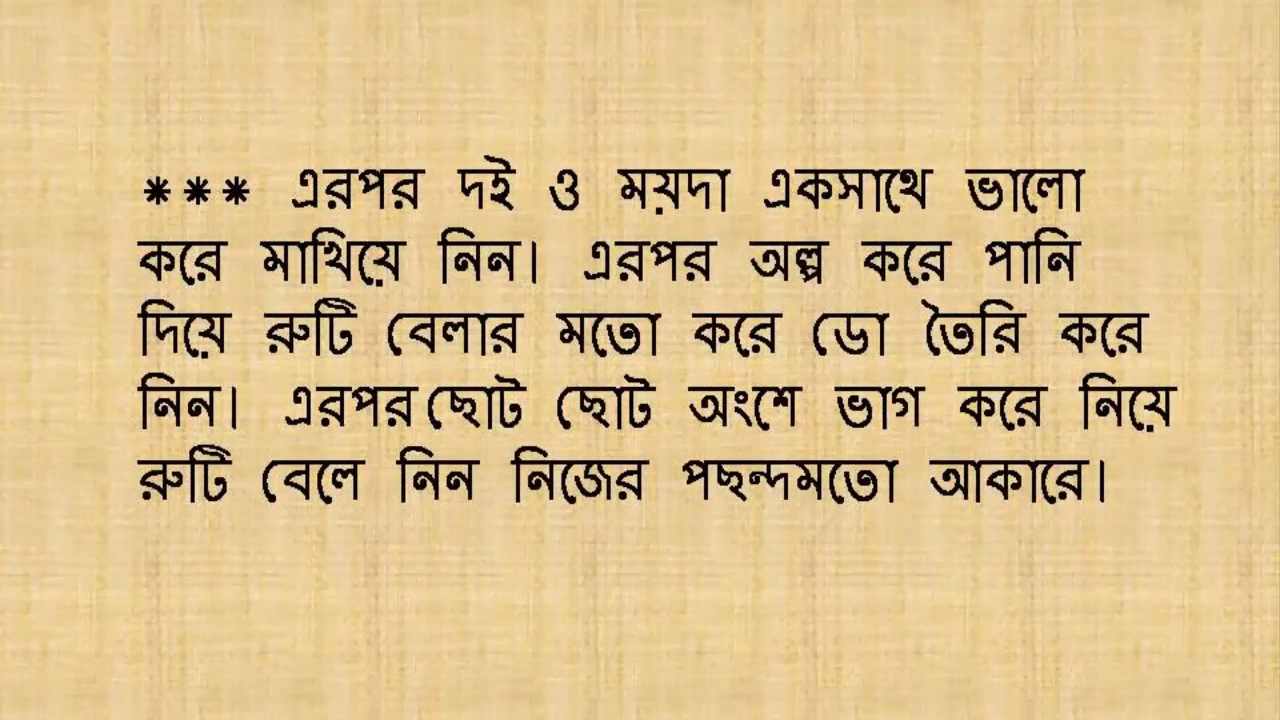 *** এরপর দই ও ময়দা একসাথে ভালো
করে মাখিয়ে নিন। এরপর অল্প করে পানি
দিয়ে রুটি বেলার মতো করে ডো তৈরি করে
নিন। এরপর ছোট ছোট অংশে ভাগ করে নিয়ে
রুটি বেলে নিন নিজের পছন্দমতো আকারে।